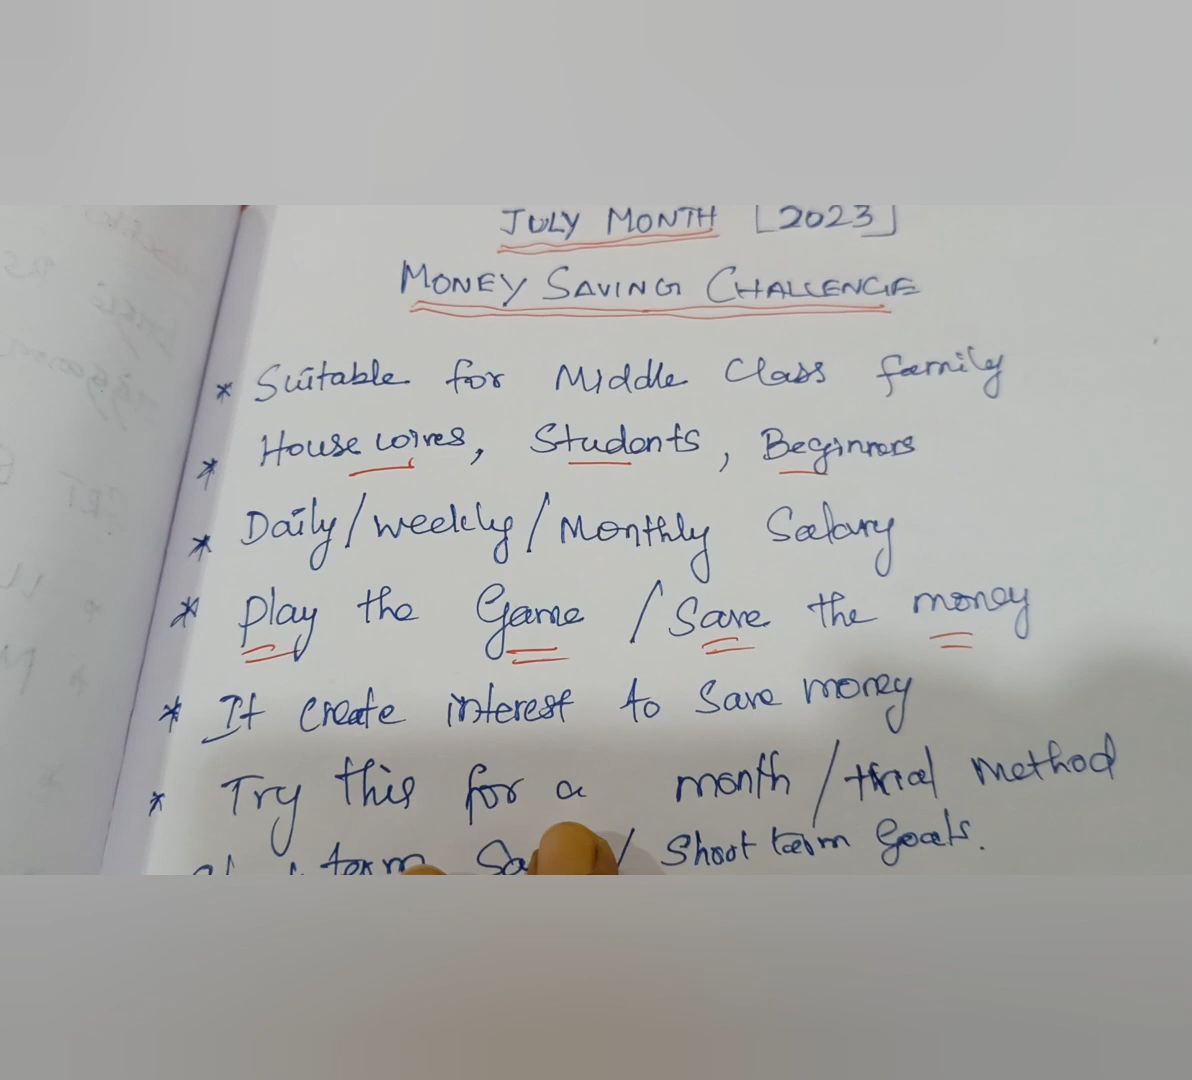 JULY MONTH [2023]
MONEY SAVING CHALLENGE
* Suitable for Middle Class family
* House wives, Students, Beginners
* Daily/weekly/Monthly Salary
* Play the Game / Save the money
* It create interest to Save money
* Try this for a month/trial method
term / Short term Goals.